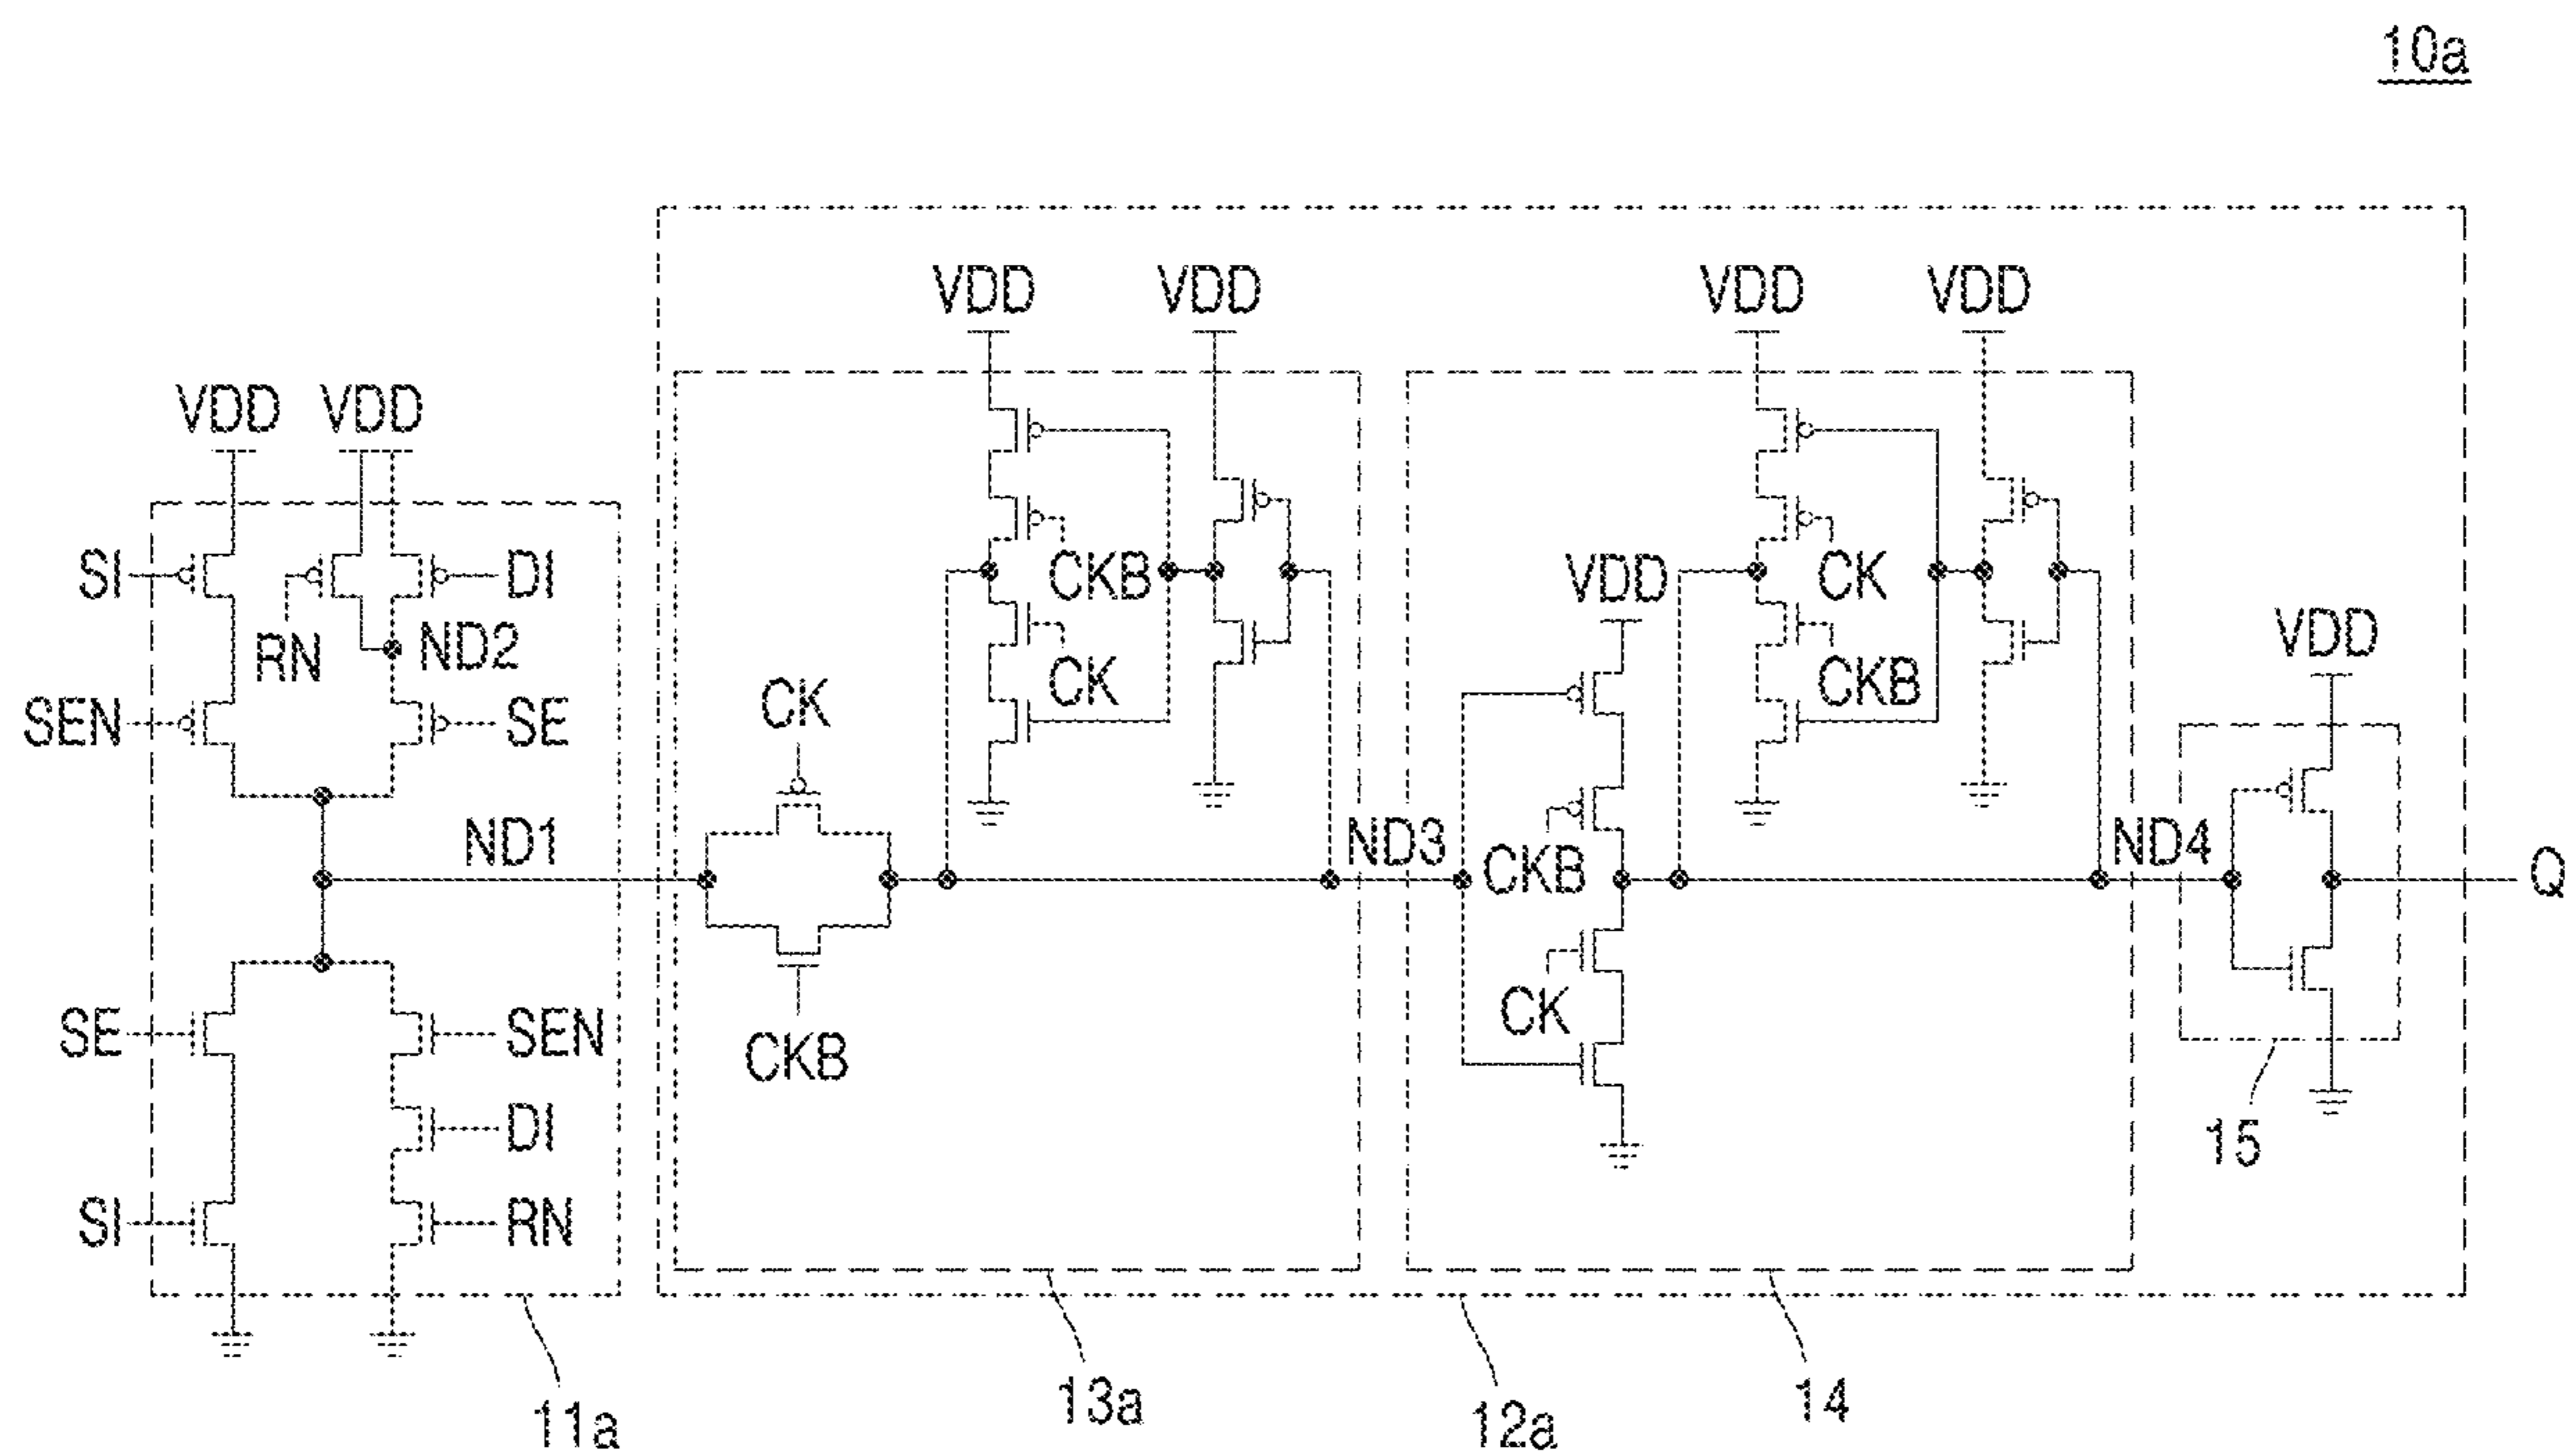 10a
VDD VDD VDD VDD
VDD VDD
SI DI CKB VDD CK
RN ND2 VDD
SEN SE CK CK CKB
ND1 ND3 CKB ND4 Q
SE SEN CKB CK
DI 15
SI RN
11a 13a 12a 14